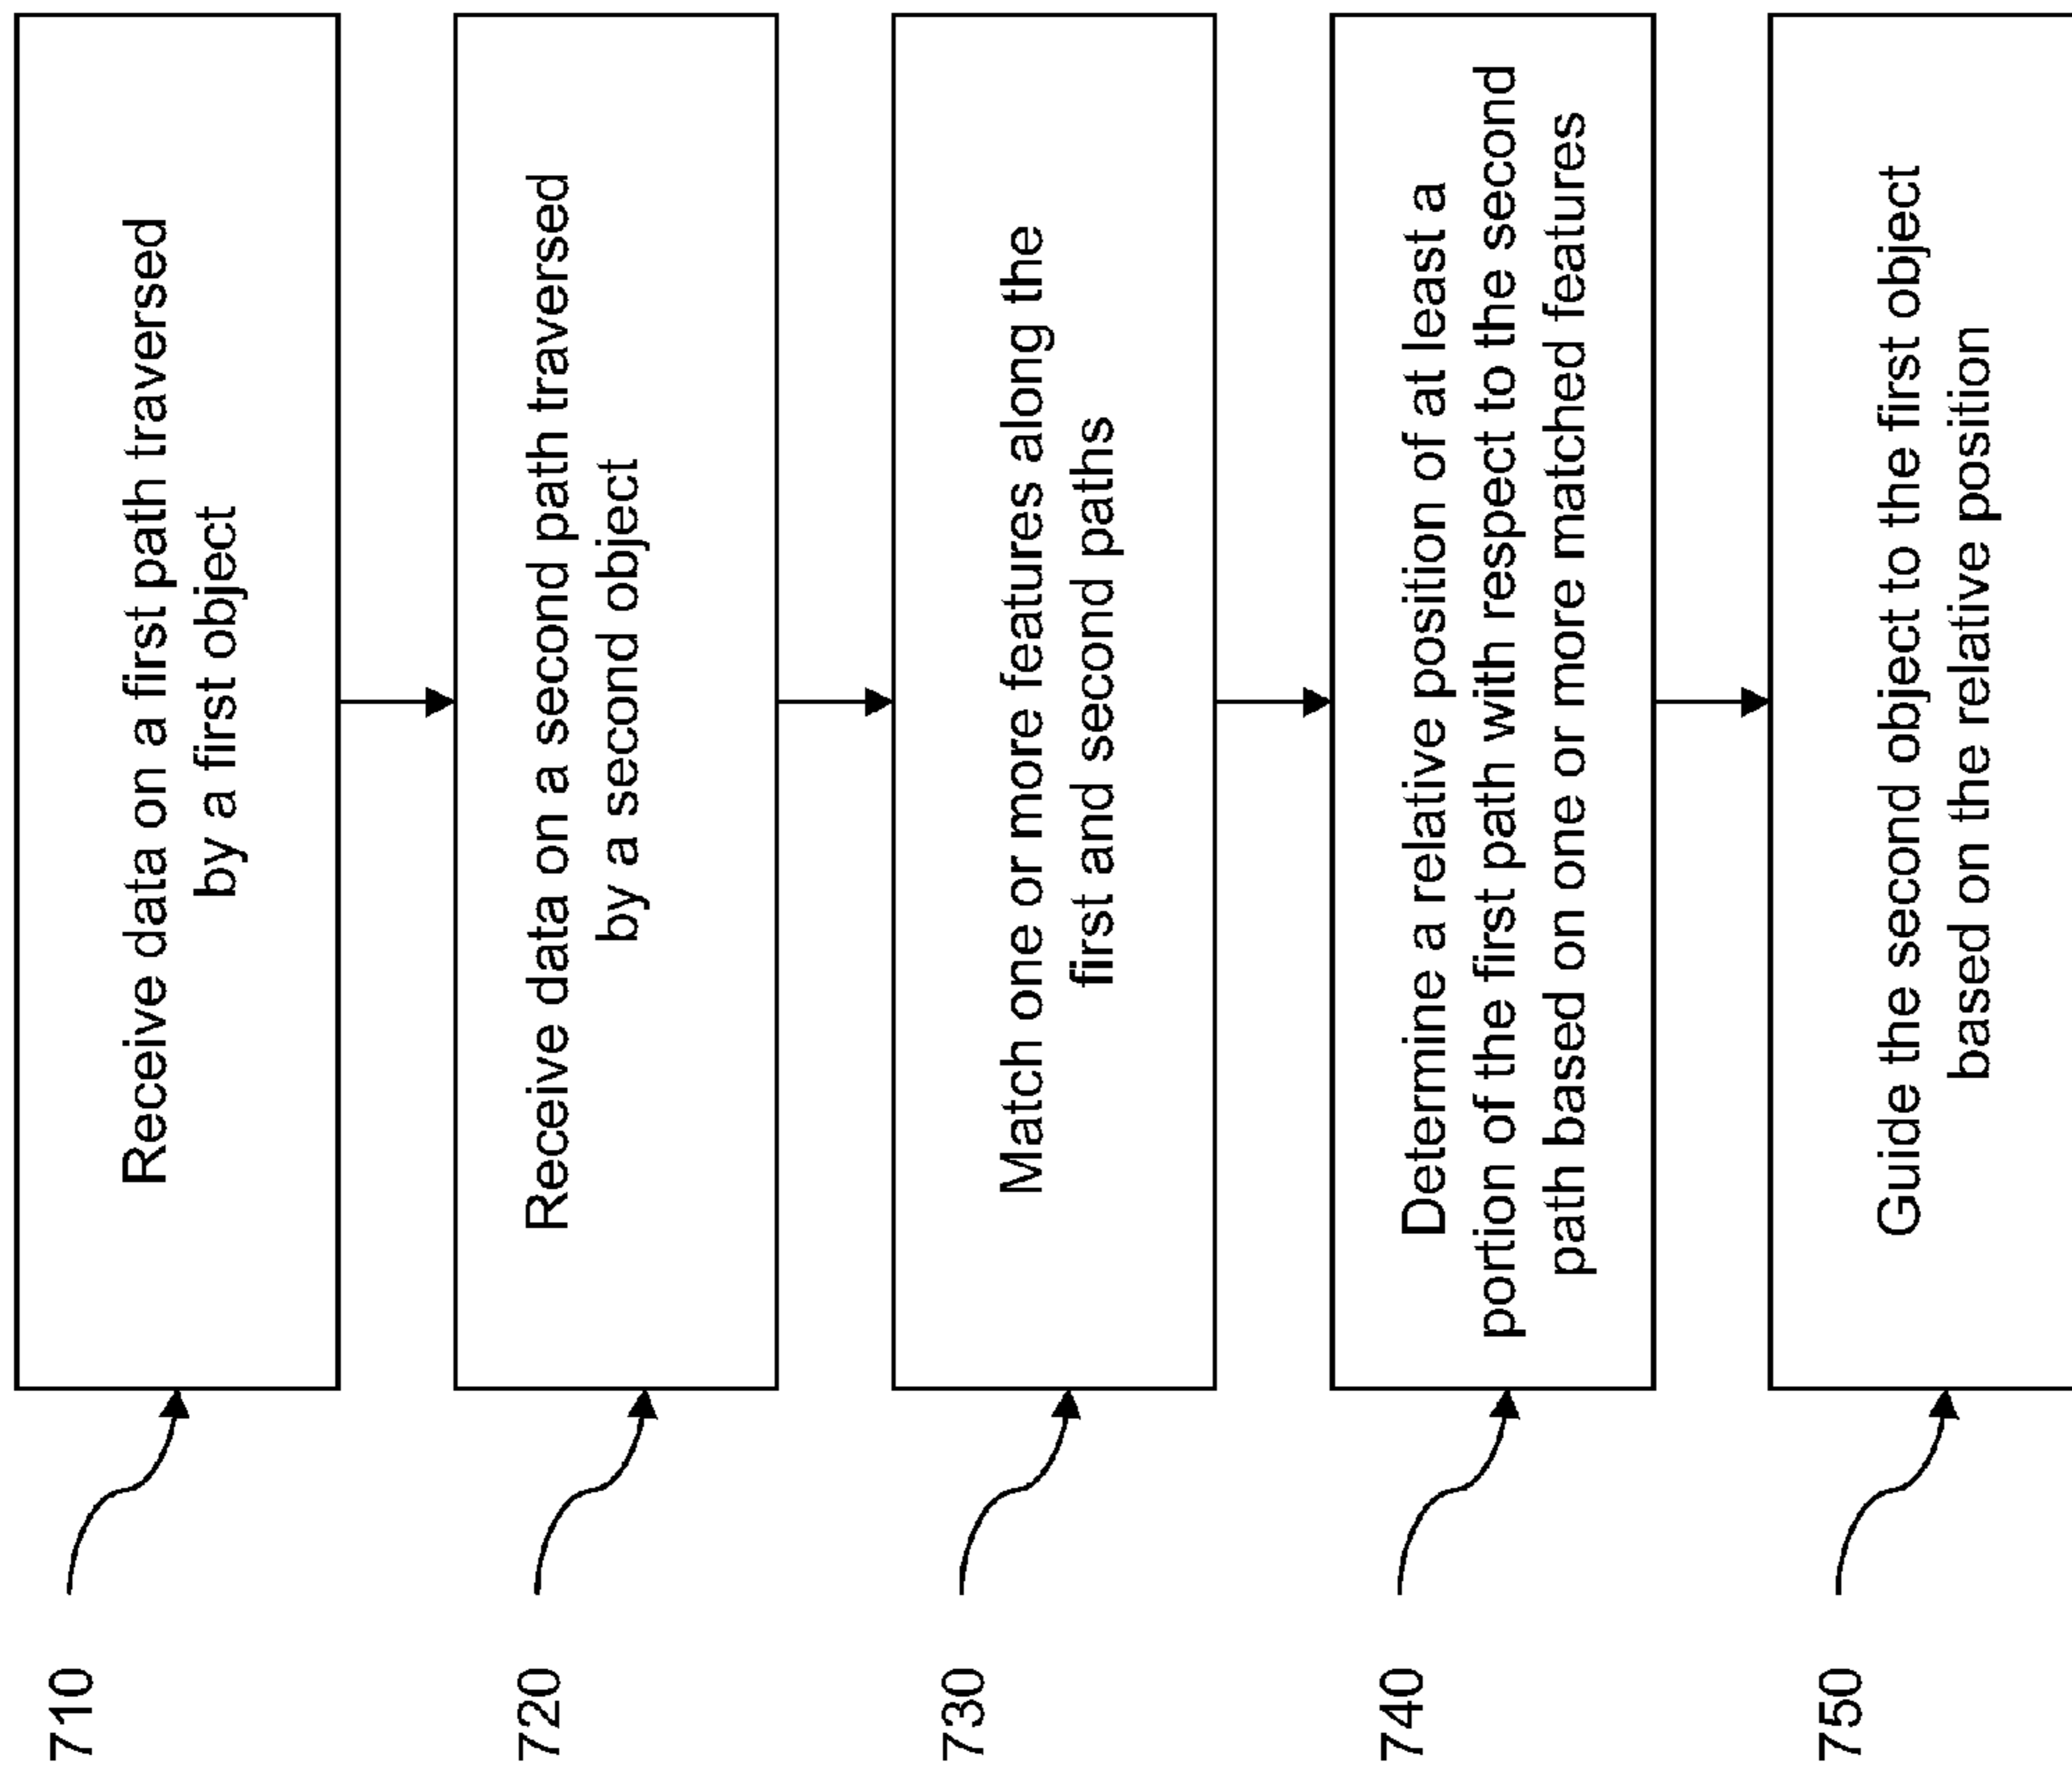 710
Receive data on a first path traversed
by a first object
720
Receive data on a second path traversed
by a second object
730
Match one or more features along the
first and second paths
740
Determine a relative position of at least a
portion of the first path with respect to the second
path based on one or more matched features
750
Guide the second object to the first object
based on the relative position